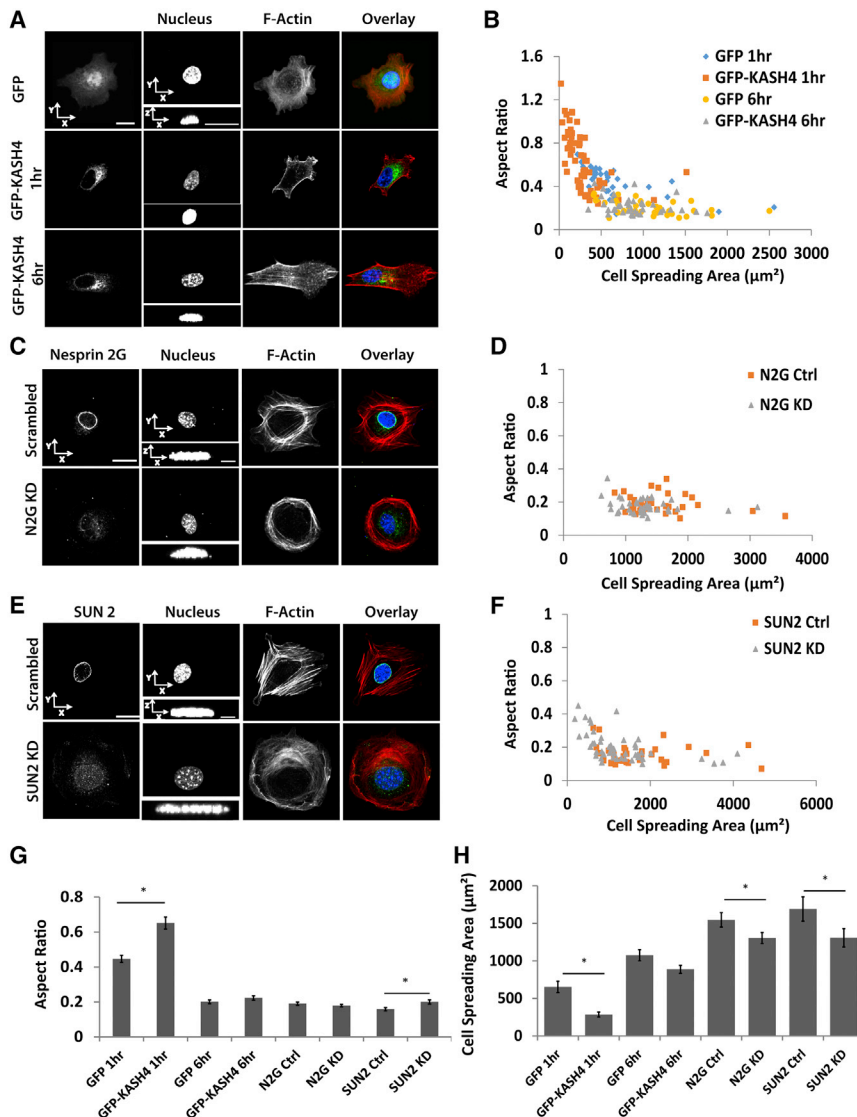 A
Nucleus
F-Actin
Overlay
GFP
Y
X
Z
X
GFP-KASH4
1hr
GFP-KASH4
6hr
B
GFP 1hr
GFP-KASH4 1hr
GFP 6hr
GFP-KASH4 6hr
1.6
1.2
0.8
0.4
0
Aspect Ratio
0 500 1000 1500 2000 2500 3000
Cell Spreading Area (µm²)
C
Nesprin 2G
Nucleus
F-Actin
Overlay
Scrambled
Y
X
Y
X
Z
X
N2G KD
D
N2G Ctrl
N2G KD
1
0.8
0.6
0.4
0.2
0
Aspect Ratio
0 1000 2000 3000 4000
Cell Spreading Area (µm²)
E
SUN 2
Nucleus
F-Actin
Overlay
Scrambled
Y
X
Y
X
Z
X
SUN2 KD
F
SUN2 Ctrl
SUN2 KD
1
0.8
0.6
0.4
0.2
0
Aspect Ratio
0 2000 4000 6000
Cell Spreading Area (µm²)
G
0.8
0.6
0.4
0.2
0
Aspect Ratio
*
*
GFP 1hr
GFP-KASH4 1hr
GFP 6hr
GFP-KASH4 6hr
N2G Ctrl
N2G KD
SUN2 Ctrl
SUN2 KD
H
2000
1500
1000
500
0
Cell Spreading Area (µm²)
*
*
*
GFP 1hr
GFP-KASH4 1hr
GFP 6hr
GFP-KASH4 6hr
N2G Ctrl
N2G KD
SUN2 Ctrl
SUN2 KD